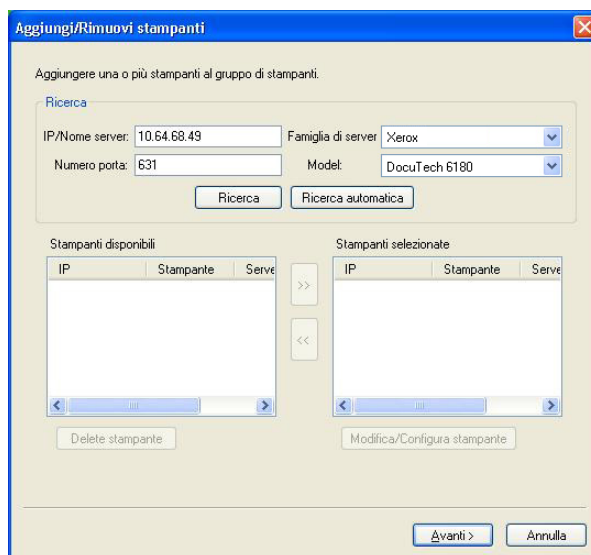 Aggiungi/Rimuovi stampanti
Aggiungere una o più stampanti al gruppo di stampanti.
Ricerca
IP/Nome server: 10.64.68.49 Famiglia di server Xerox
Numero porta: 631 Model: DocuTech 6180
Ricerca Ricerca automatica
Stampanti disponibili Stampanti selezionate
IP Stampante Serve IP Stampante Serve
>>
<<
Delete stampante Modifica/Configura stampante
Avanti > Annulla